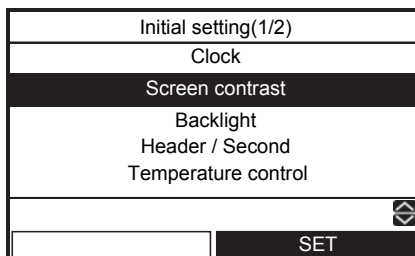 Initial setting(1/2)
Clock
Screen contrast
Backlight
Header / Second
Temperature control
SET